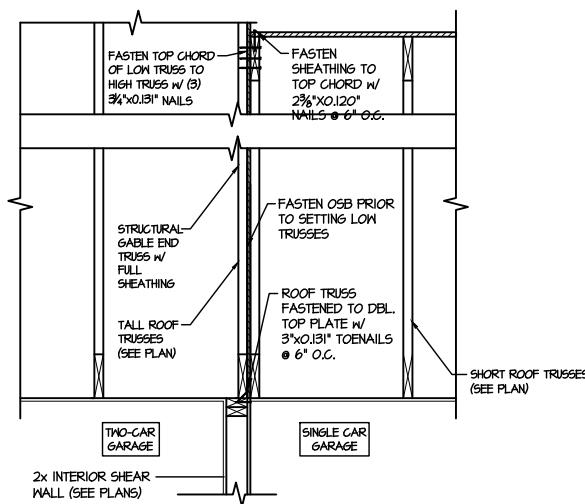 FASTEN TOP CHORD
OF LOW TRUSS TO
HIGH TRUSS W/ (3)
3¼"X0.131" NAILS
FASTEN
SHEATHING TO
TOP CHORD W/
2⅜"X0.120"
NAILS @ 6" O.C.
STRUCTURAL
GABLE END
TRUSS W/
FULL
SHEATHING
FASTEN OSB PRIOR
TO SETTING LOW
TRUSSES
TALL ROOF
TRUSSES
(SEE PLAN)
ROOF TRUSS
FASTENED TO DBL.
TOP PLATE W/
3"X0.131" TOENAILS
@ 6" O.C.
SHORT ROOF TRUSSES
(SEE PLAN)
TWO-CAR
GARAGE
SINGLE CAR
GARAGE
2x INTERIOR SHEAR
WALL (SEE PLANS)